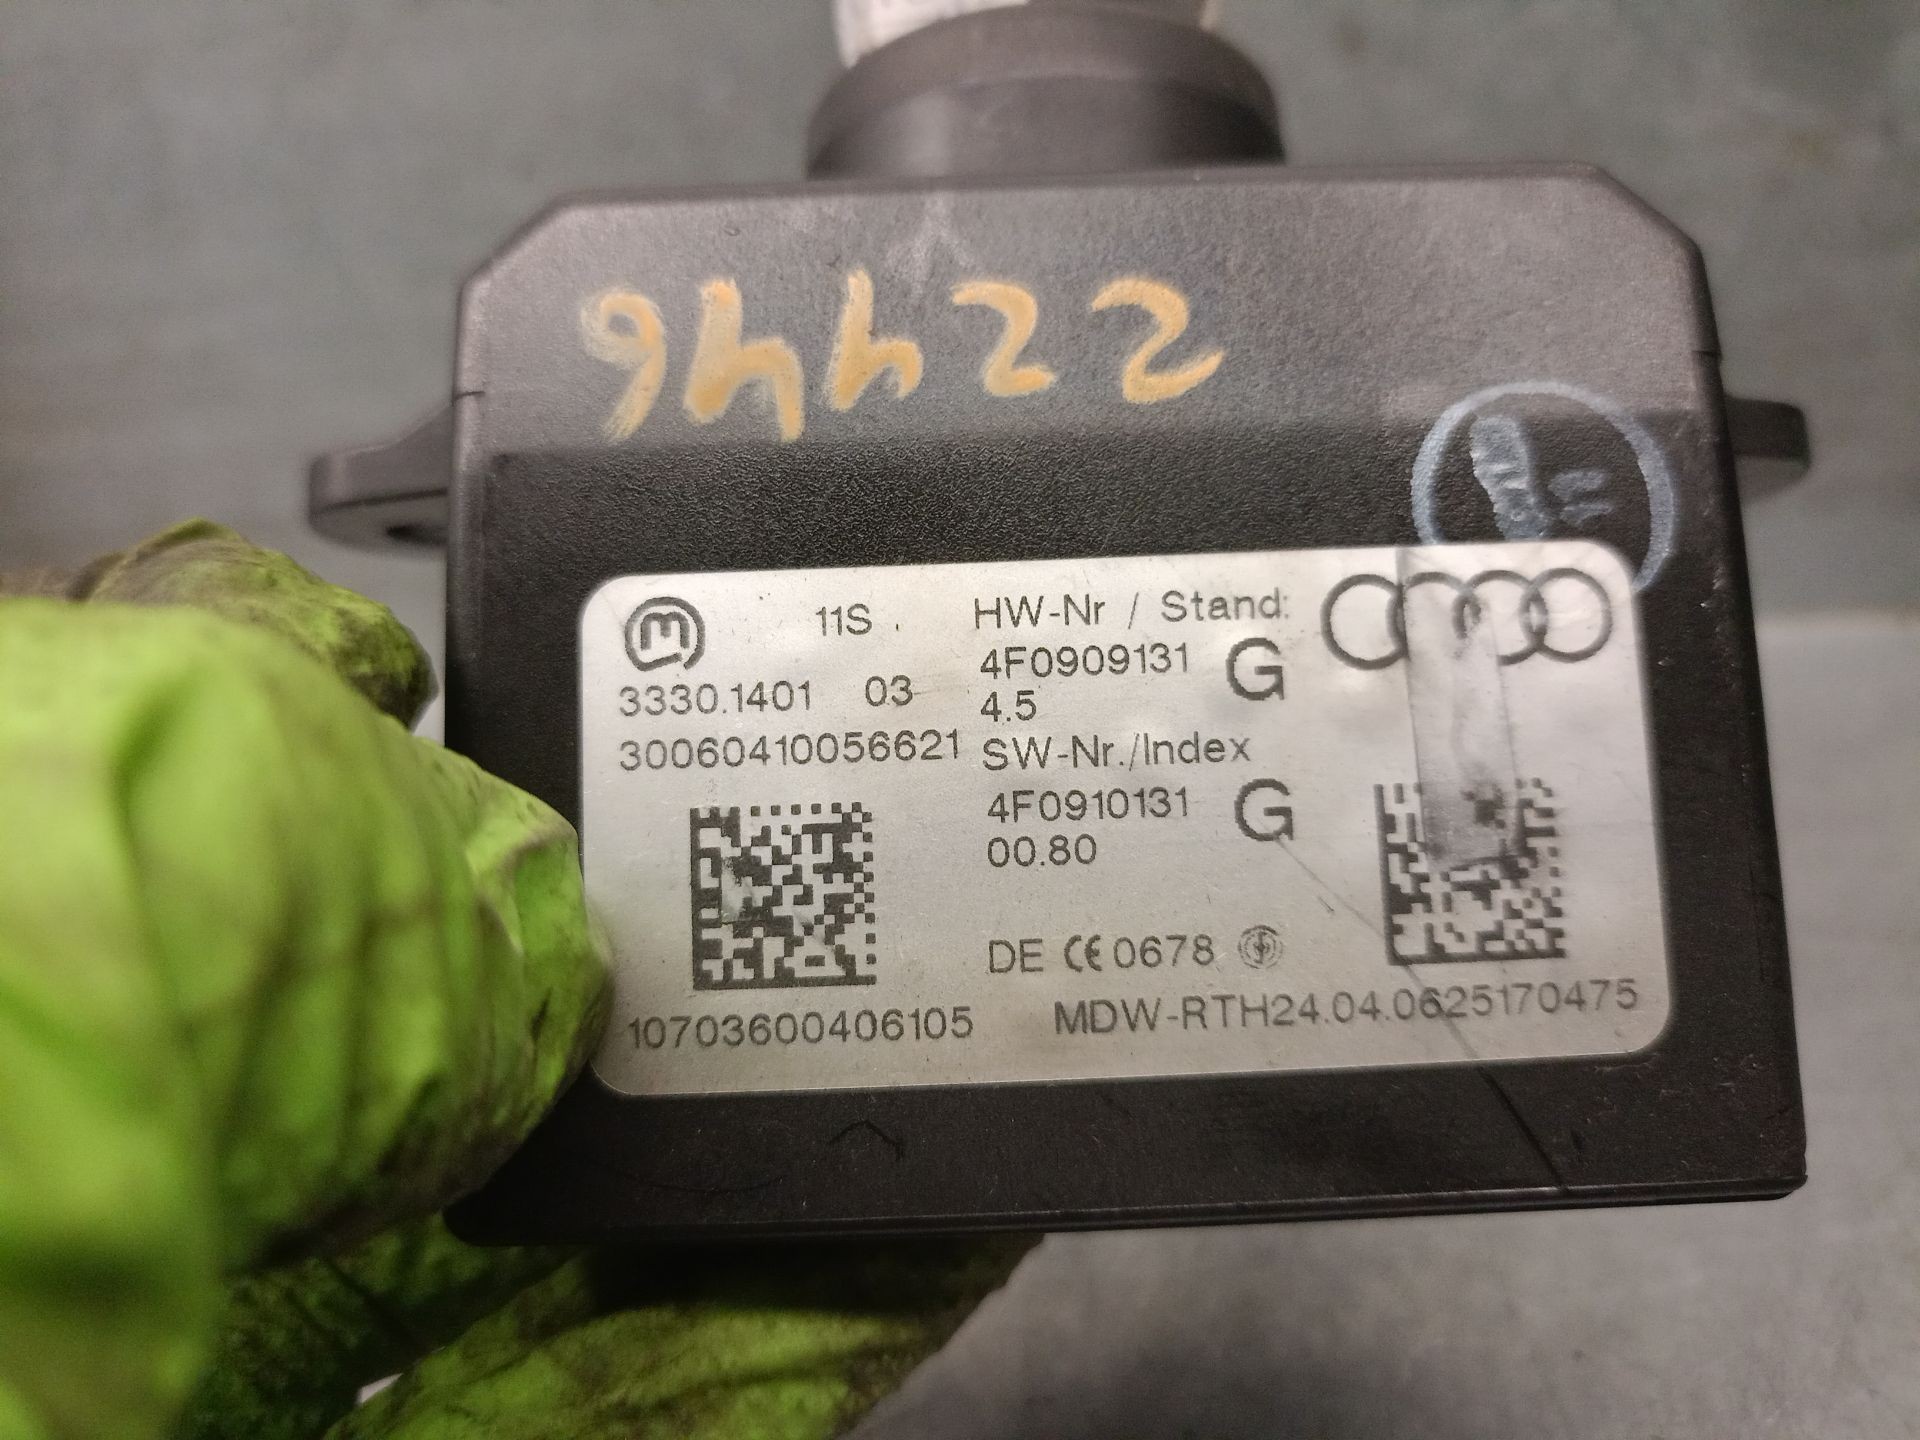 22446
m 11S . HW-Nr / Stand:
3330.1401 03 4F0909131 G
4.5
30060410056621 SW-Nr./Index
4F0910131 G
00.80
DE CE 0678
10703600406105 MDW-RTH24.04.0625170475